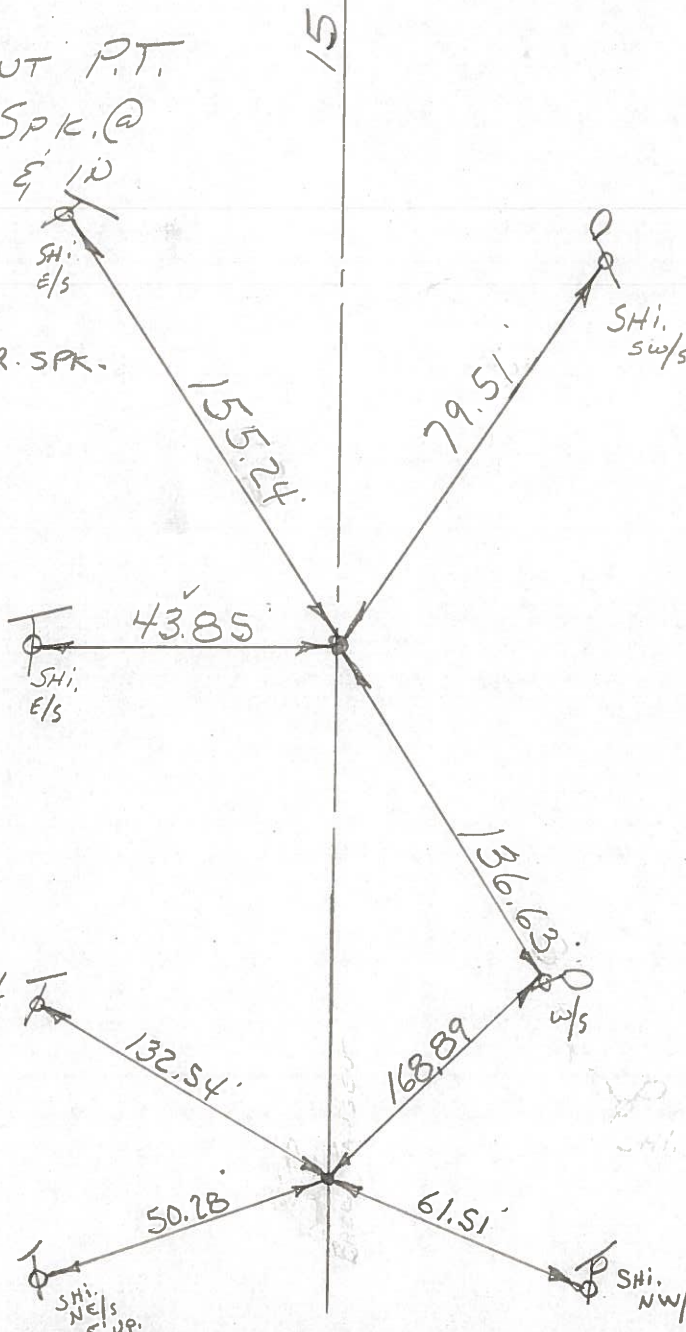 15
UT P.T.
SPK. @
& IN
SHi.
E/S
SHi.
SW/S
R. SPK.
155.24'
79.51'
43.85'
SHi.
E/S
136.63'
W/S
132.54'
168.89
50.28'
61.51'
SHi.
NE/S
SHi.
NW/